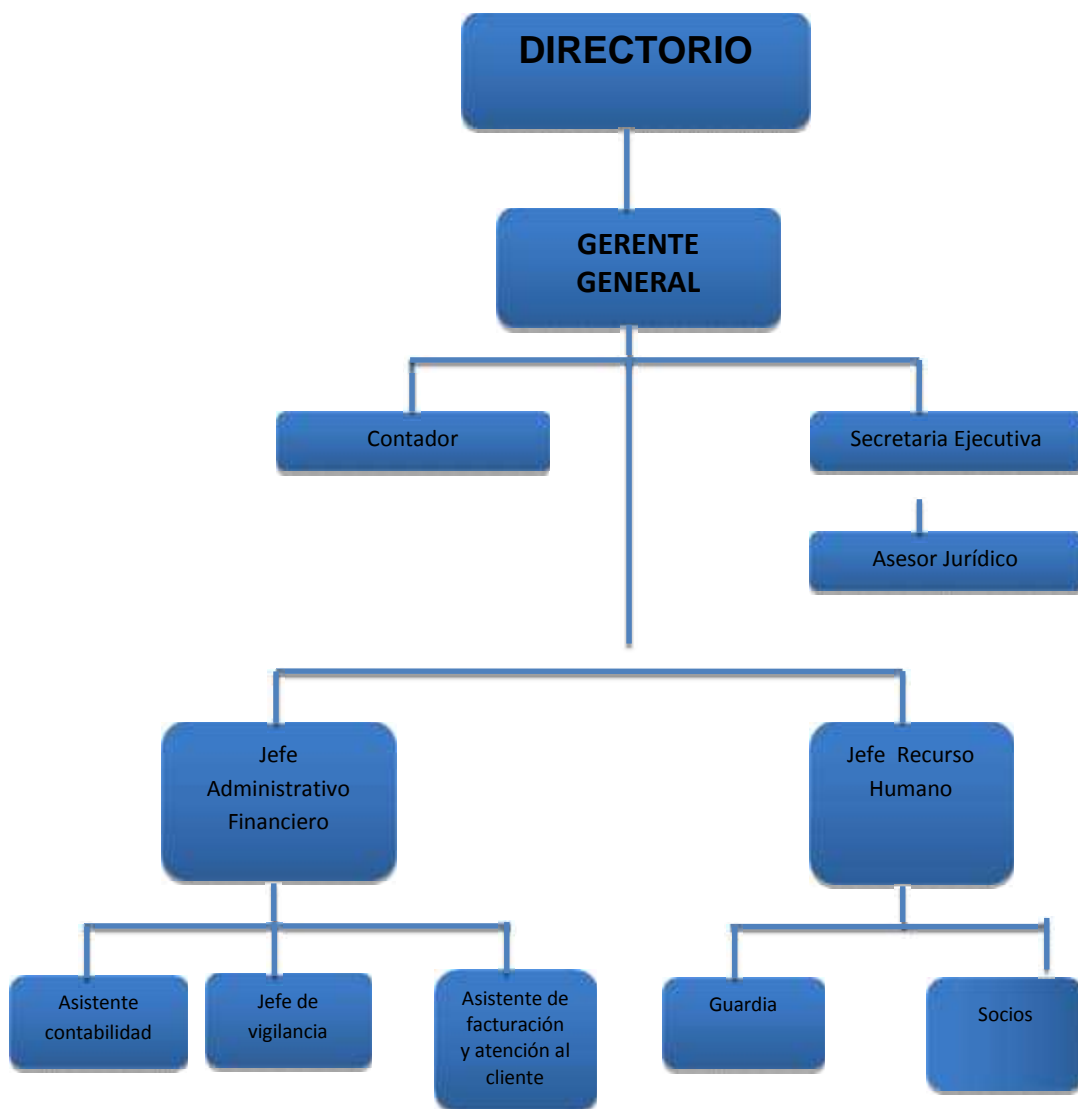 DIRECTORIO
GERENTE
GENERAL
Contador
Secretaria Ejecutiva
Asesor Jurídico
Jefe
Administrativo
Financiero
Jefe Recurso
Humano
Asistente
contabilidad
Jefe de
vigilancia
Asistente de
facturación
y atención al
cliente
Guardia
Socios